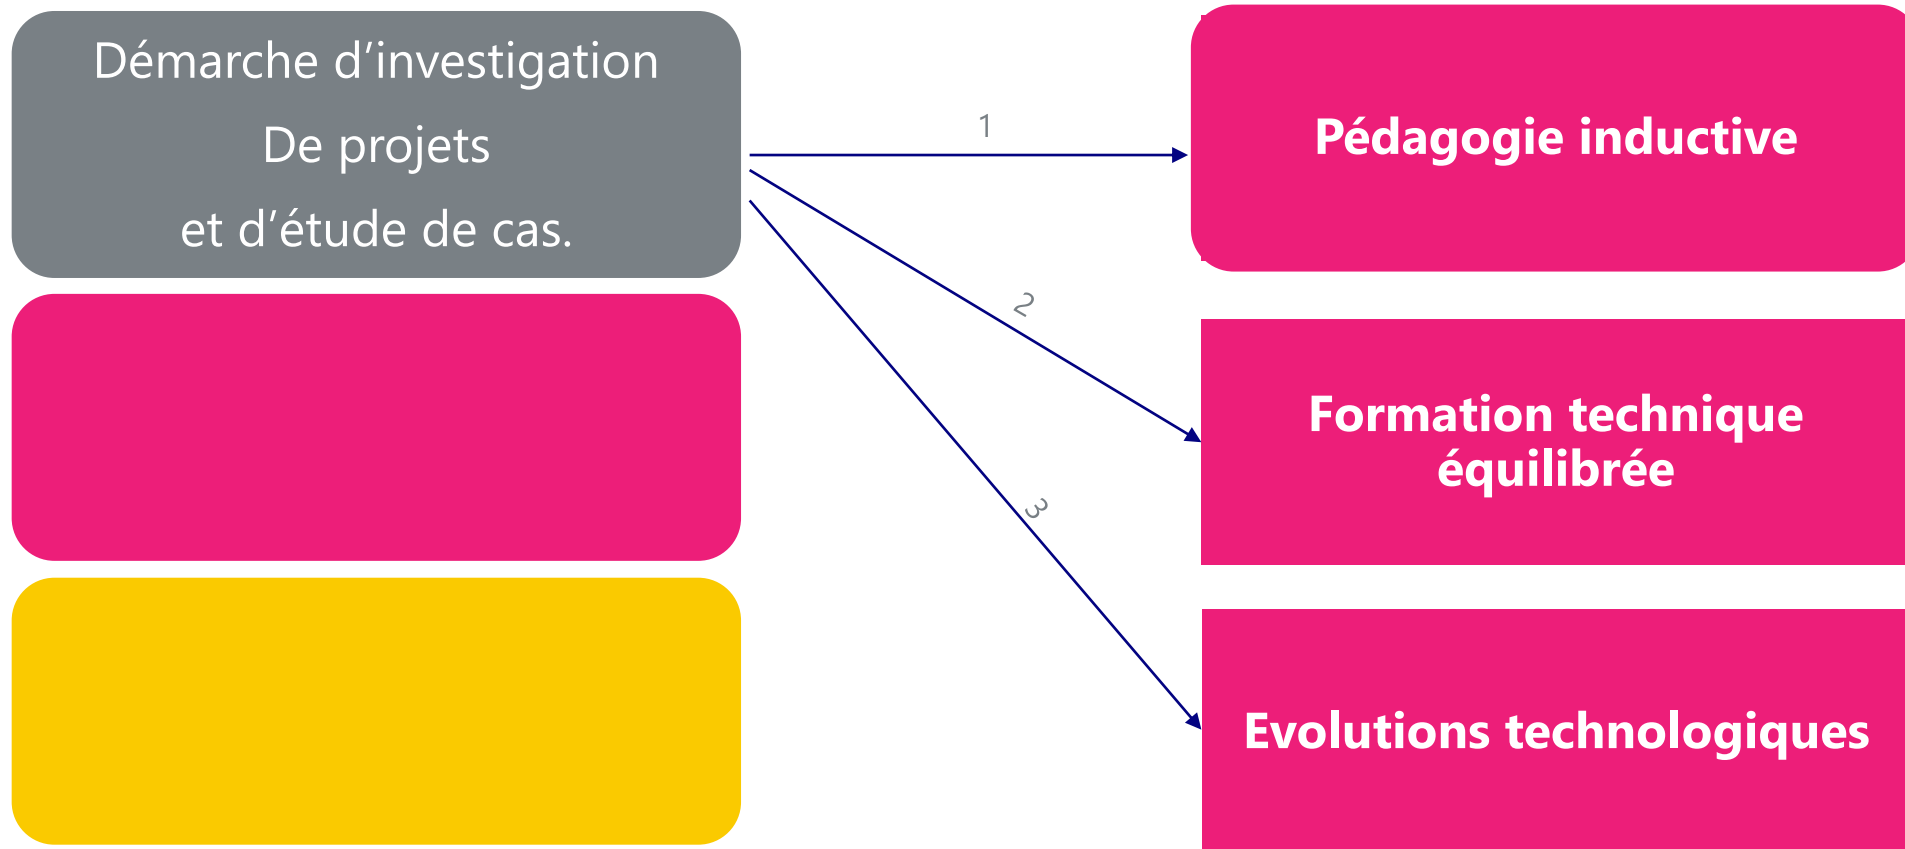 Démarche d’investigation
De projets
et d’étude de cas.
1
Pédagogie inductive
2
Formation technique
équilibrée
3
Evolutions technologiques